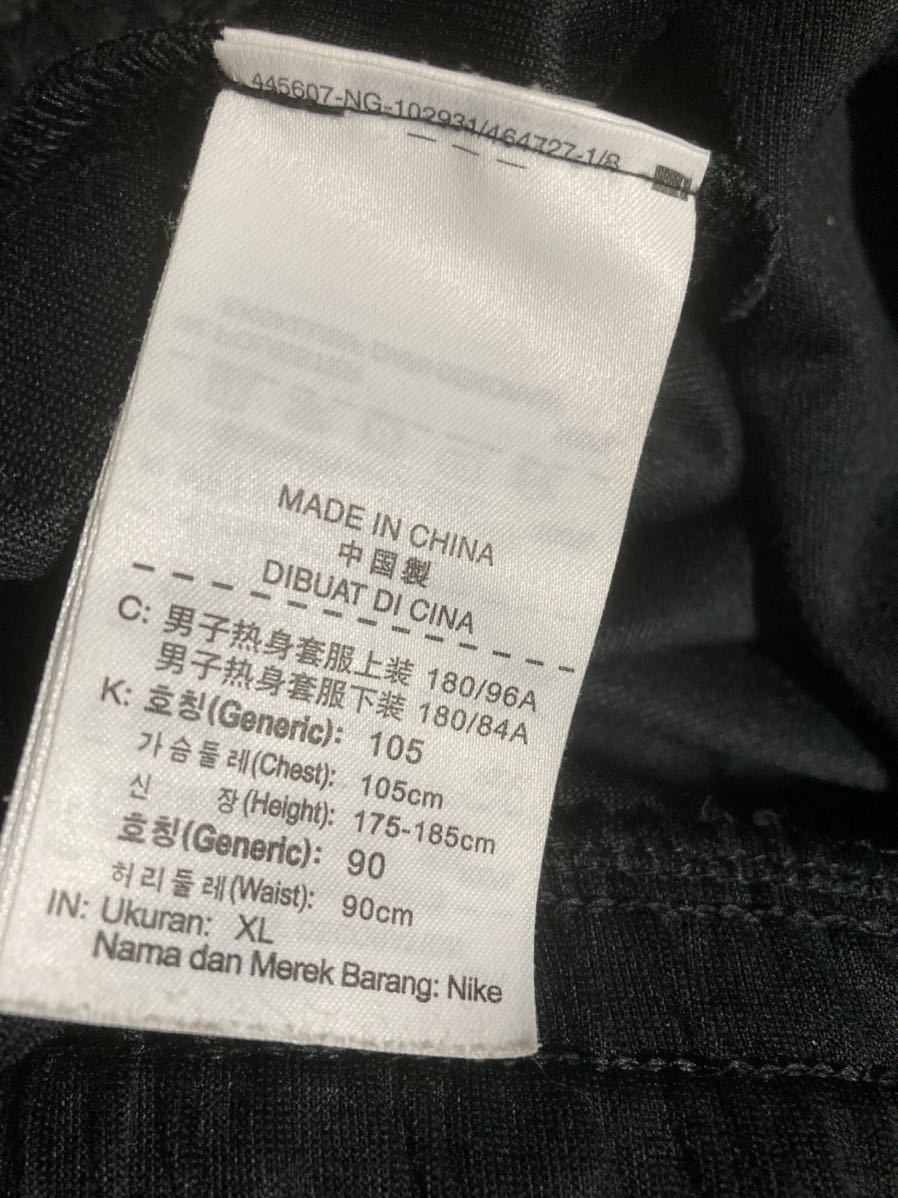 445607-NG-102931/464727-1/8
MADE IN CHINA
中国製
DIBUAT DI CINA
C: 男子热身套服上装 180/96A
男子热身套服下装 180/84A
K: 호칭(Generic): 105
가슴둘레(Chest): 105cm
신 장(Height): 175-185cm
호칭(Generic): 90
허리둘레(Waist): 90cm
IN: Ukuran: XL
Nama dan Merek Barang: Nike